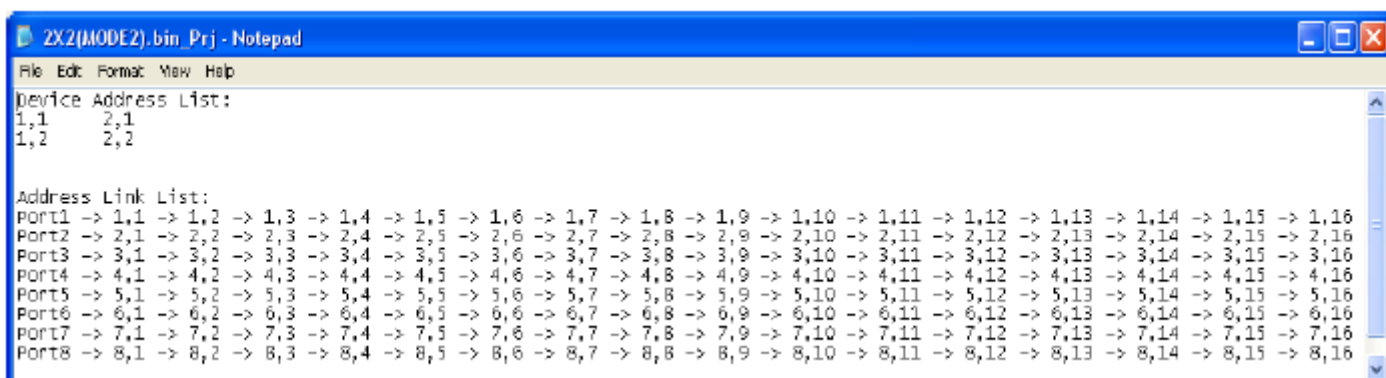 2X2(MODE2).bin_Prj - Notepad
File Edit Format View Help
Device Address List:
1,1 2,1
1,2 2,2
Address Link List:
Port1 -> 1,1 -> 1,2 -> 1,3 -> 1,4 -> 1,5 -> 1,6 -> 1,7 -> 1,8 -> 1,9 -> 1,10 -> 1,11 -> 1,12 -> 1,13 -> 1,14 -> 1,15 -> 1,16
Port2 -> 2,1 -> 2,2 -> 2,3 -> 2,4 -> 2,5 -> 2,6 -> 2,7 -> 2,8 -> 2,9 -> 2,10 -> 2,11 -> 2,12 -> 2,13 -> 2,14 -> 2,15 -> 2,16
Port3 -> 3,1 -> 3,2 -> 3,3 -> 3,4 -> 3,5 -> 3,6 -> 3,7 -> 3,8 -> 3,9 -> 3,10 -> 3,11 -> 3,12 -> 3,13 -> 3,14 -> 3,15 -> 3,16
Port4 -> 4,1 -> 4,2 -> 4,3 -> 4,4 -> 4,5 -> 4,6 -> 4,7 -> 4,8 -> 4,9 -> 4,10 -> 4,11 -> 4,12 -> 4,13 -> 4,14 -> 4,15 -> 4,16
Port5 -> 5,1 -> 5,2 -> 5,3 -> 5,4 -> 5,5 -> 5,6 -> 5,7 -> 5,8 -> 5,9 -> 5,10 -> 5,11 -> 5,12 -> 5,13 -> 5,14 -> 5,15 -> 5,16
Port6 -> 6,1 -> 6,2 -> 6,3 -> 6,4 -> 6,5 -> 6,6 -> 6,7 -> 6,8 -> 6,9 -> 6,10 -> 6,11 -> 6,12 -> 6,13 -> 6,14 -> 6,15 -> 6,16
Port7 -> 7,1 -> 7,2 -> 7,3 -> 7,4 -> 7,5 -> 7,6 -> 7,7 -> 7,8 -> 7,9 -> 7,10 -> 7,11 -> 7,12 -> 7,13 -> 7,14 -> 7,15 -> 7,16
Port8 -> 8,1 -> 8,2 -> 8,3 -> 8,4 -> 8,5 -> 8,6 -> 8,7 -> 8,8 -> 8,9 -> 8,10 -> 8,11 -> 8,12 -> 8,13 -> 8,14 -> 8,15 -> 8,16